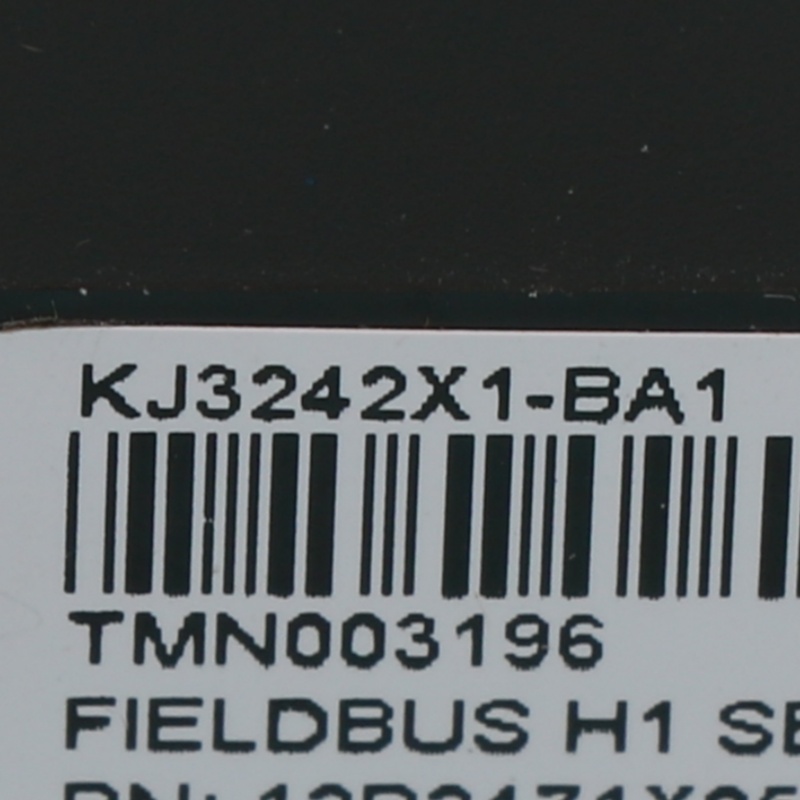 KJ3242X1-BA1
TMN003196
FIELDBUS H1